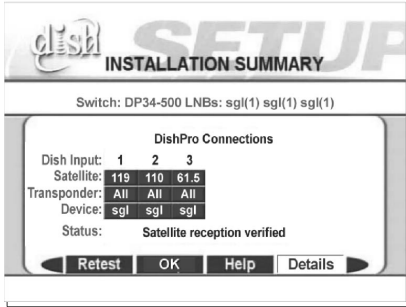 dish
SETUP
INSTALLATION SUMMARY
Switch: DP34-500 LNBs: sgl(1) sgl(1) sgl(1)
DishPro Connections
Dish Input: 1 2 3
Satellite: 119 110 61.5
Transponder: All All All
Device: sgl sgl sgl
Status: Satellite reception verified
Retest OK Help Details